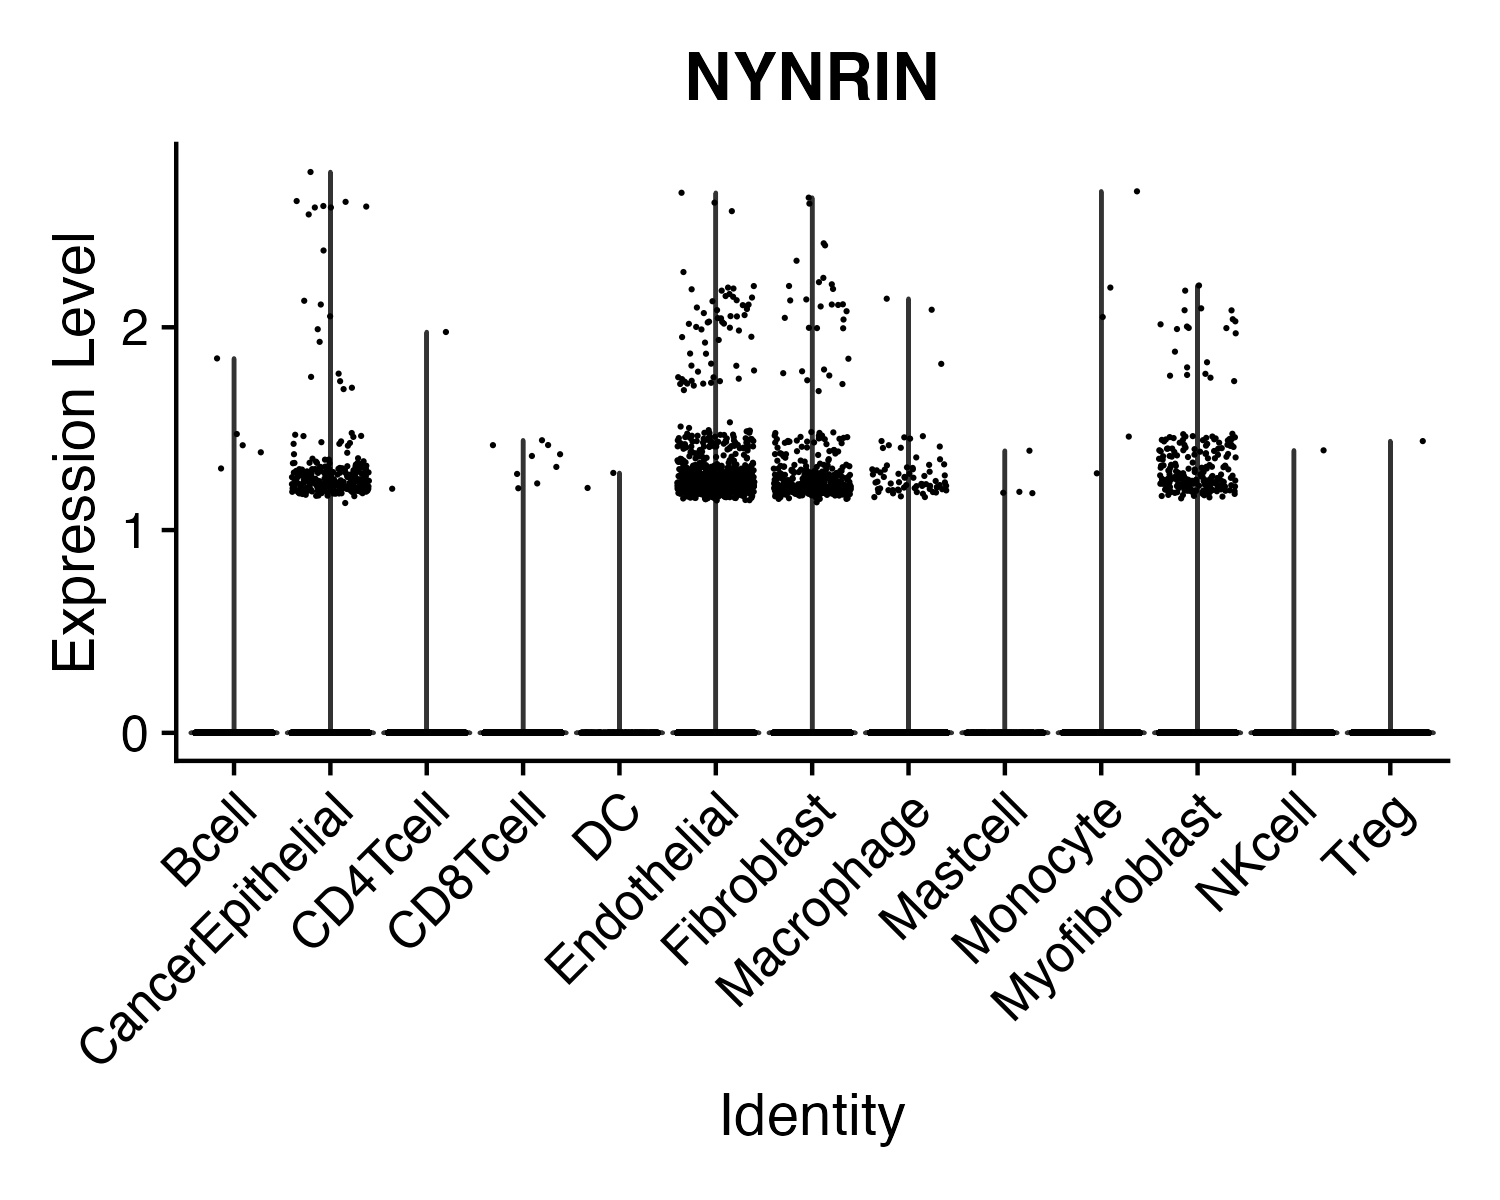 NYNRIN
Expression Level
2
1
0
Bcell
CancerEpithelial
CD4Tcell
CD8Tcell
DC
Endothelial
Fibroblast
Macrophage
Mastcell
Monocyte
Myofibroblast
NKcell
Treg
Identity